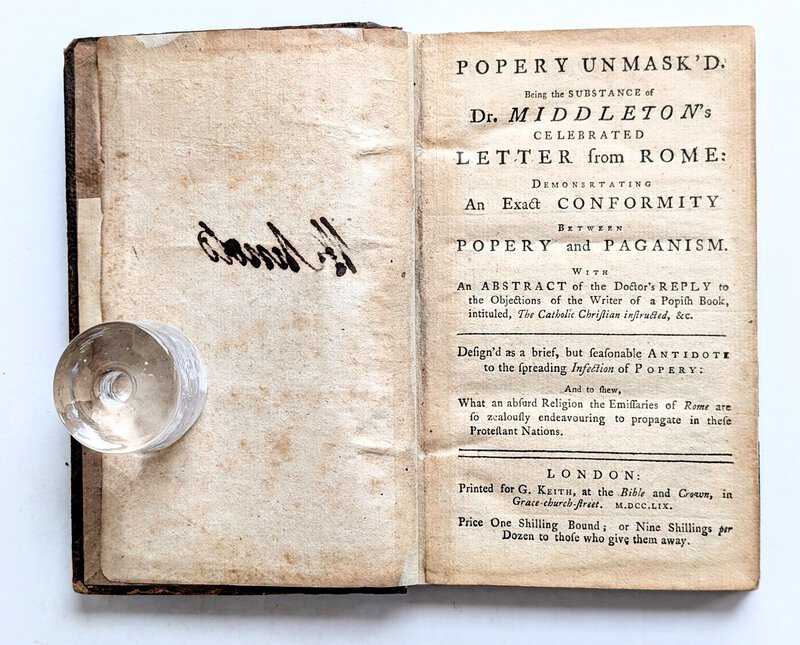 POPERY UNMASK'D.
Being the SUBSTANCE of
Dr. MIDDLETON's
CELEBRATED
LETTER from ROME:
DEMONSRTATING
An Exact CONFORMITY
BETWEEN
POPERY and PAGANISM.
WITH
An ABSTRACT of the Doctor's REPLY to
the Objections of the Writer of a Popiſh Book,
intituled, The Catholic Chriſtian inſtructed, &c.
Deſign'd as a brief, but ſeaſonable ANTIDOTE
to the ſpreading Infection of POPERY:
And to ſhew,
What an abſurd Religion the Emiſſaries of Rome are
ſo zealouſly endeavouring to propagate in theſe
Proteſtant Nations.
LONDON:
Printed for G. KEITH, at the Bible and Crown, in
Grace-church-ſtreet. M.DCC.LIX.
Price One Shilling Bound; or Nine Shillings per
Dozen to thoſe who give them away.